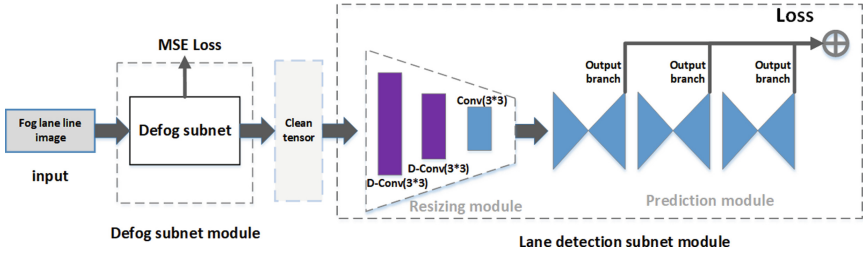 Loss
MSE Loss
Output
branch
Output
branch
Output
branch
Fog lane line
image
Defog subnet
Clean
tensor
Conv(3*3)
D-Conv(3*3)
D-Conv(3*3)
input
Resizing module
Prediction module
Defog subnet module
Lane detection subnet module